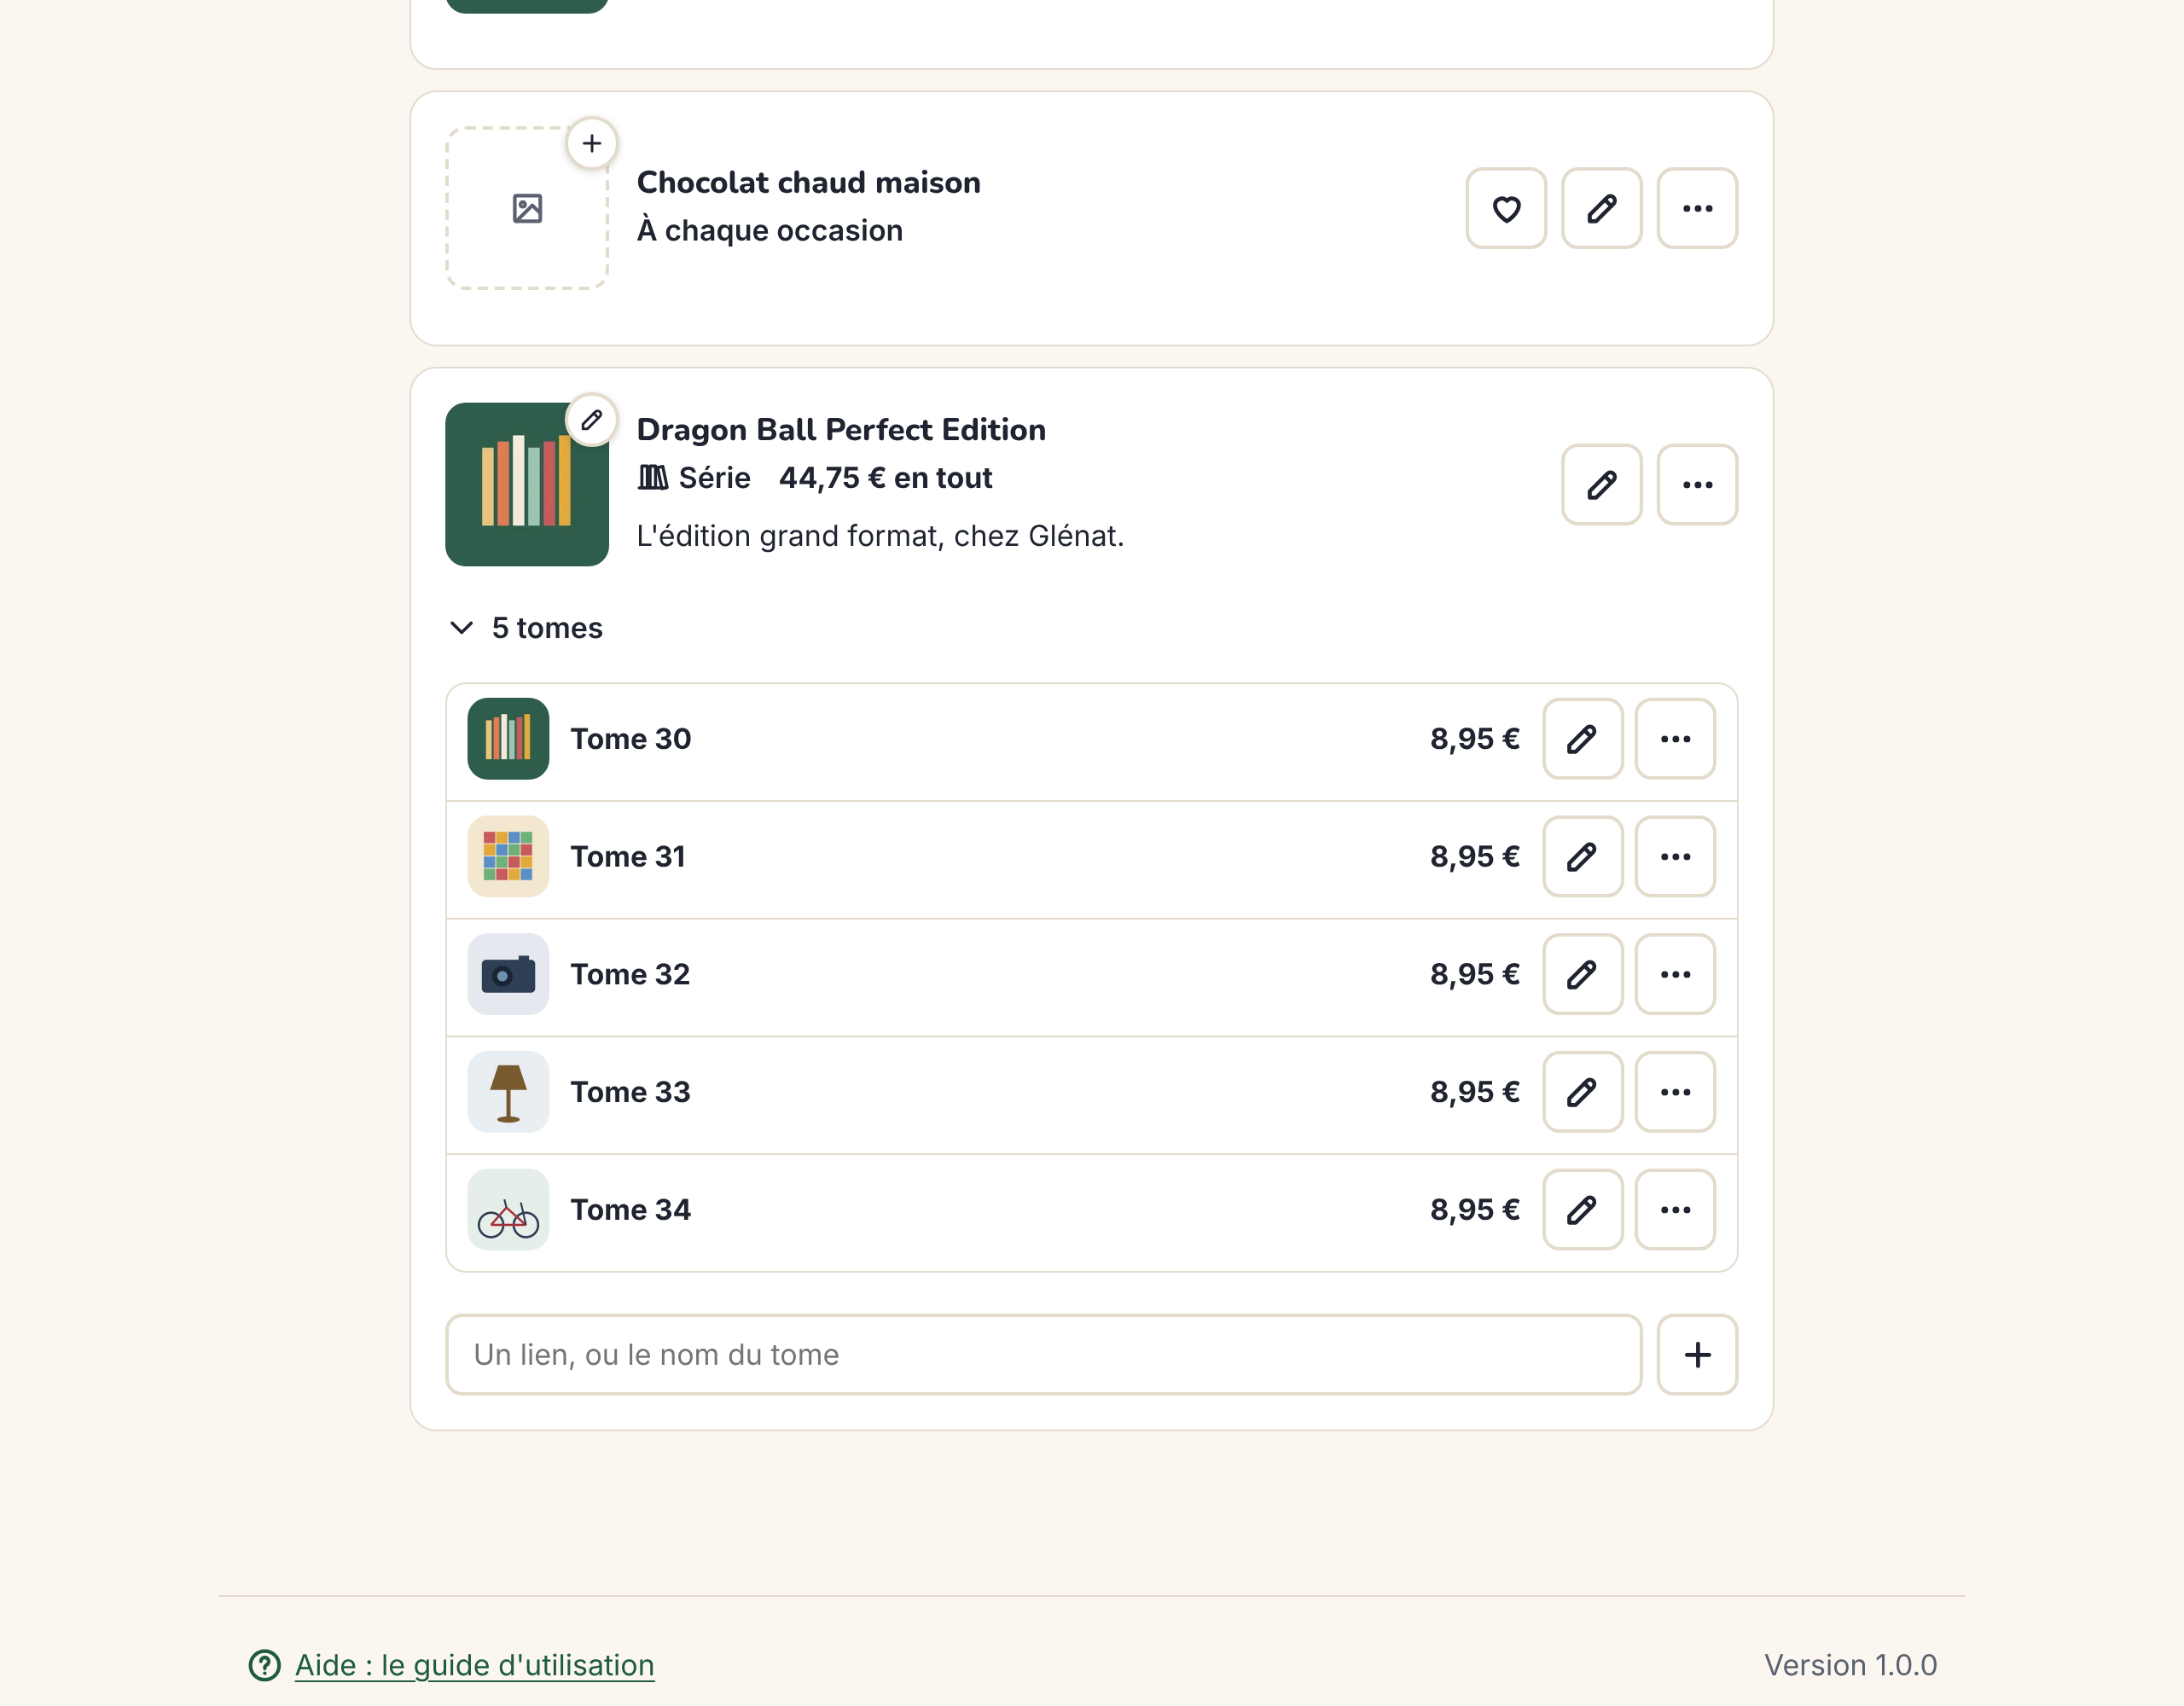 Chocolat chaud maison
À chaque occasion
Dragon Ball Perfect Edition
Série 44,75 € en tout
L'édition grand format, chez Glénat.
5 tomes
Tome 30 8,95 €
Tome 31 8,95 €
Tome 32 8,95 €
Tome 33 8,95 €
Tome 34 8,95 €
Un lien, ou le nom du tome
Aide : le guide d'utilisation
Version 1.0.0